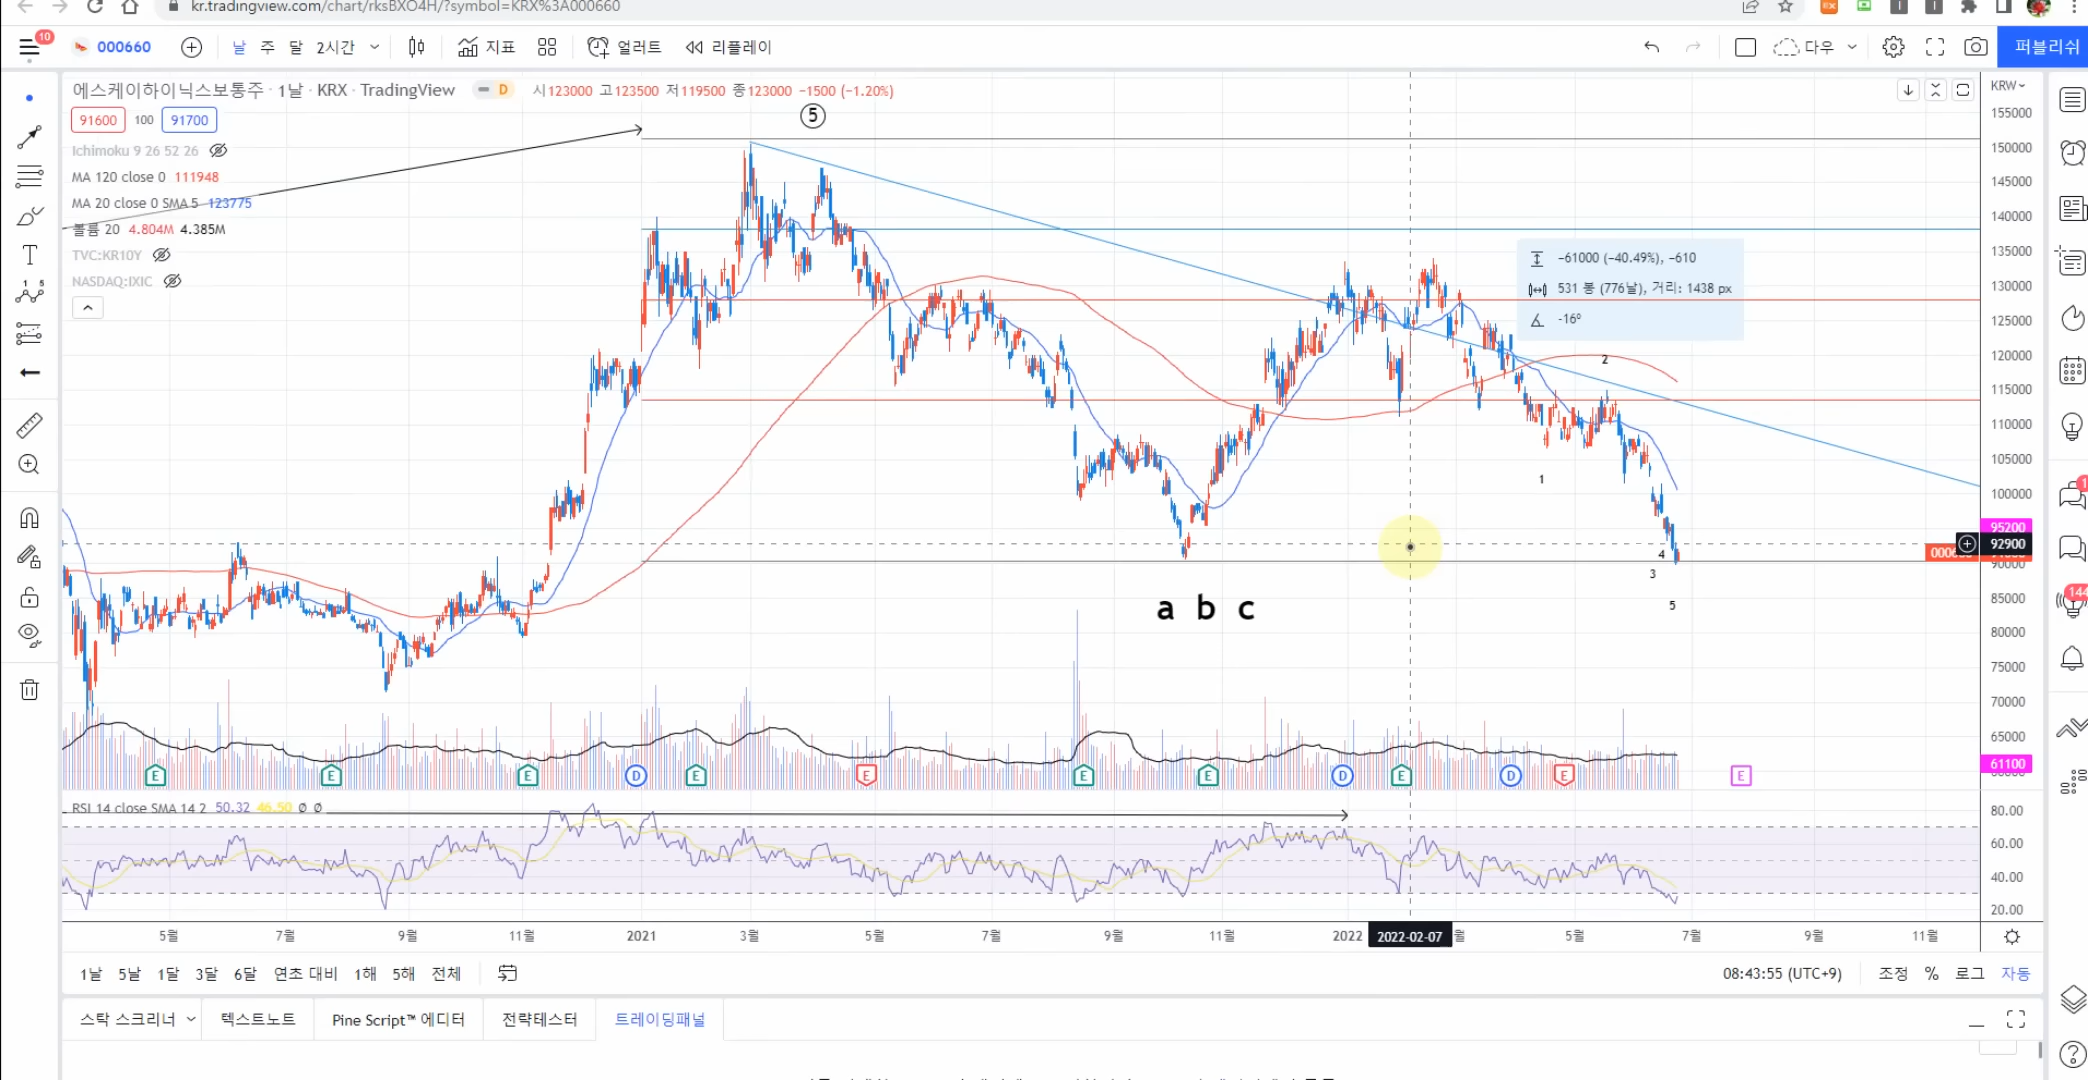 kr.tradingview.com/chart/rksBXO4H/?symbol=KRX%3A000660
10
000660 날 주 달 2시간 지표 얼러트 리플레이 다우 퍼블리쉬
에스케이하이닉스보통주 · 1날 · KRX · TradingView D 시123000 고123500 저119500 종123000 −1500 (−1.20%)
KRW
91600 100 91700
Ichimoku 9 26 52 26
MA 120 close 0 111948
MA 20 close 0 SMA 5 123775
볼륨 20 4.804M 4.385M
TVC:KR10Y
NASDAQ:IXIC
5
−61000 (−40.49%), −610
531 봉 (776날), 거리: 1438 px
-16º
155000
150000
145000
140000
135000
130000
125000
120000
115000
110000
105000
100000
95200
92900
90000
85000
80000
75000
70000
65000
61100
2
1
4
3
5
a b c
144
E E E D E E E E D E D E E
RSI 14 close SMA 14 2 50.32 46.50 Ø Ø
80.00
60.00
40.00
20.00
5월 7월 9월 11월 2021 3월 5월 7월 9월 11월 2022 2022-02-07 월 5월 7월 9월 11월
1날 5날 1달 3달 6달 연초 대비 1해 5해 전체 08:43:55 (UTC+9) 조정 % 로그 자동
스탁 스크리너 텍스트노트 Pine Script™ 에디터 전략테스터 트레이딩패널